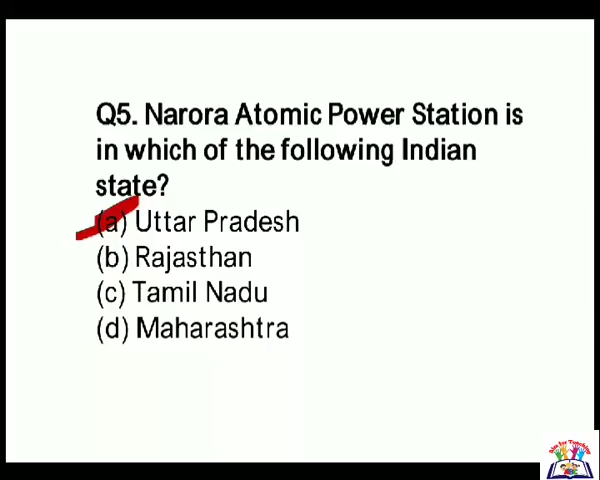 Q5. Narora Atomic Power Station is
in which of the following Indian
state?
(a) Uttar Pradesh
(b) Rajasthan
(c) Tamil Nadu
(d) Maharashtra